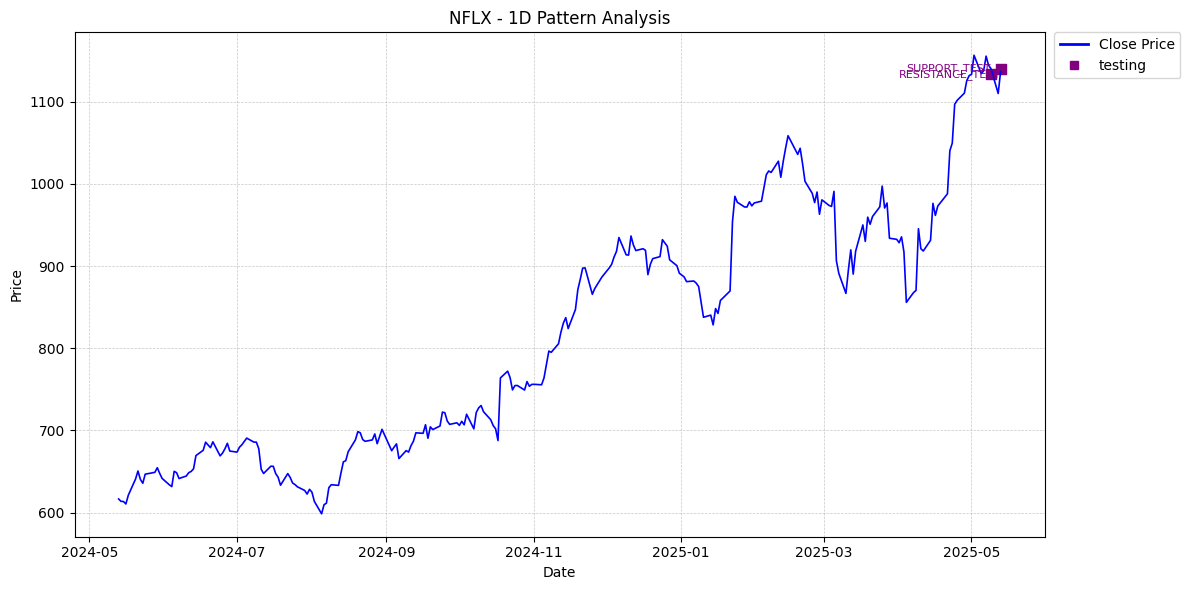 NFLX - 1D Pattern Analysis
Close Price
testing
SUPPORT_TEST
RESISTANCE_TE
Price
1100
1000
900
800
700
600
2024-05
2024-07
2024-09
2024-11
2025-01
2025-03
2025-05
Date